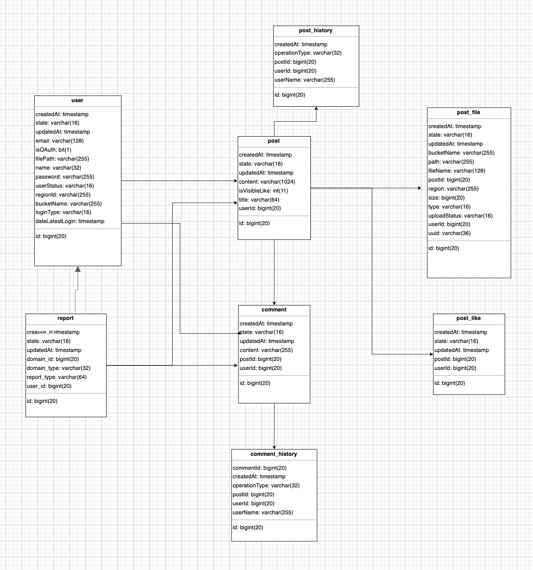 post_history
createdAt: timestamp
operationType: varchar(32)
postId: bigint(20)
userId: bigint(20)
userName: varchar(255)
id: bigint(20)
user
createdAt: timestamp
state: varchar(16)
updatedAt: timestamp
email: varchar(128)
isOAuth: bit(1)
filePath: varchar(255)
name: varchar(32)
password: varchar(255)
userStatus: varchar(16)
regionId: varchar(255)
bucketName: varchar(255)
loginType: varchar(16)
dateLatestLogin: timestamp
id: bigint(20)
post
createdAt: timestamp
state: varchar(16)
updatedAt: timestamp
content: varchar(1024)
isVisibleLike: int(11)
title: varchar(64)
userId: bigint(20)
id: bigint(20)
post_file
createdAt: timestamp
state: varchar(16)
updatedAt: timestamp
bucketName: varchar(255)
path: varchar(255)
fileName: varchar(128)
postId: bigint(20)
region: varchar(255)
size: bigint(20)
type: varchar(16)
uploadStatus: varchar(16)
userId: bigint(20)
uuid: varchar(36)
id: bigint(20)
report
timestamp
state: varchar(16)
updatedAt: timestamp
domain_id: bigint(20)
domain_type: varchar(32)
report_type: varchar(64)
user_id: bigint(20)
id: bigint(20)
comment
createdAt: timestamp
state: varchar(16)
updatedAt: timestamp
content: varchar(255)
postId: bigint(20)
userId: bigint(20)
id: bigint(20)
post_like
createdAt: timestamp
state: varchar(16)
updatedAt: timestamp
postId: bigint(20)
userId: bigint(20)
id: bigint(20)
comment_history
commentId: bigint(20)
createdAt: timestamp
operationType: varchar(32)
postId: bigint(20)
userId: bigint(20)
userName: varchar(255)
id: bigint(20)